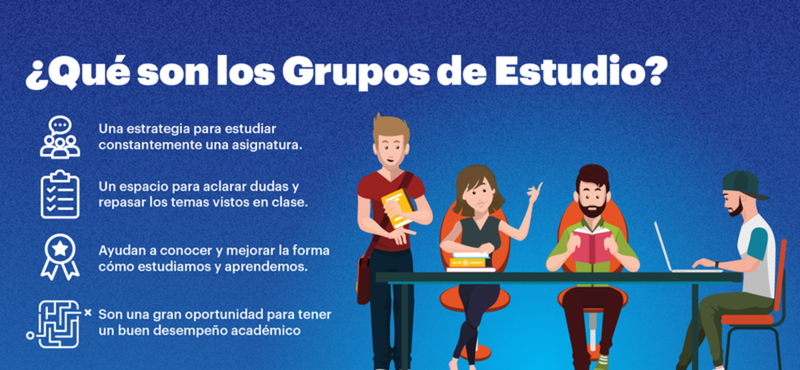 ¿Qué son los Grupos de Estudio?
Una estrategia para estudiar
constantemente una asignatura.
Un espacio para aclarar dudas y
repasar los temas vistos en clase.
Ayudan a conocer y mejorar la forma
cómo estudiamos y aprendemos.
Son una gran oportunidad para tener
un buen desempeño académico